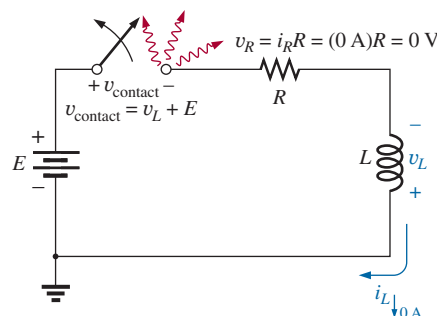 v_R = i_R R = (0 A)R = 0 V
+ v_contact −
v_contact = v_L + E
R
+
E
−
−
L v_L
+
i_L
0 A